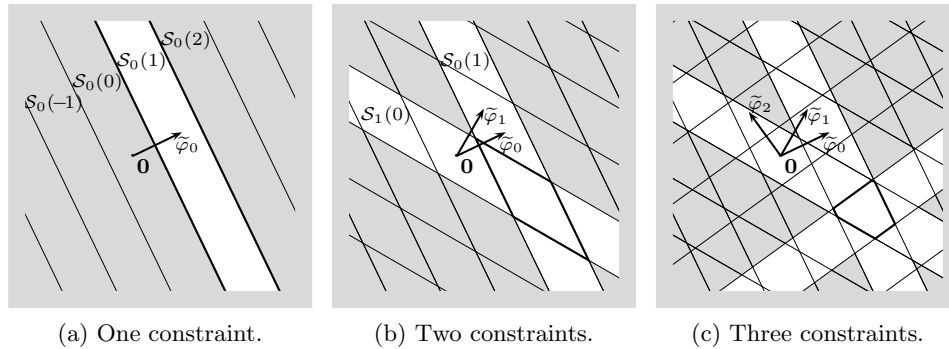 S₀(2)
S₀(1)
S₀(0)
S₀(-1)
φ̃₀
0
(a) One constraint.
S₀(1)
S₁(0)
φ̃₁
φ̃₀
0
(b) Two constraints.
φ̃₂
φ̃₁
φ̃₀
0
(c) Three constraints.